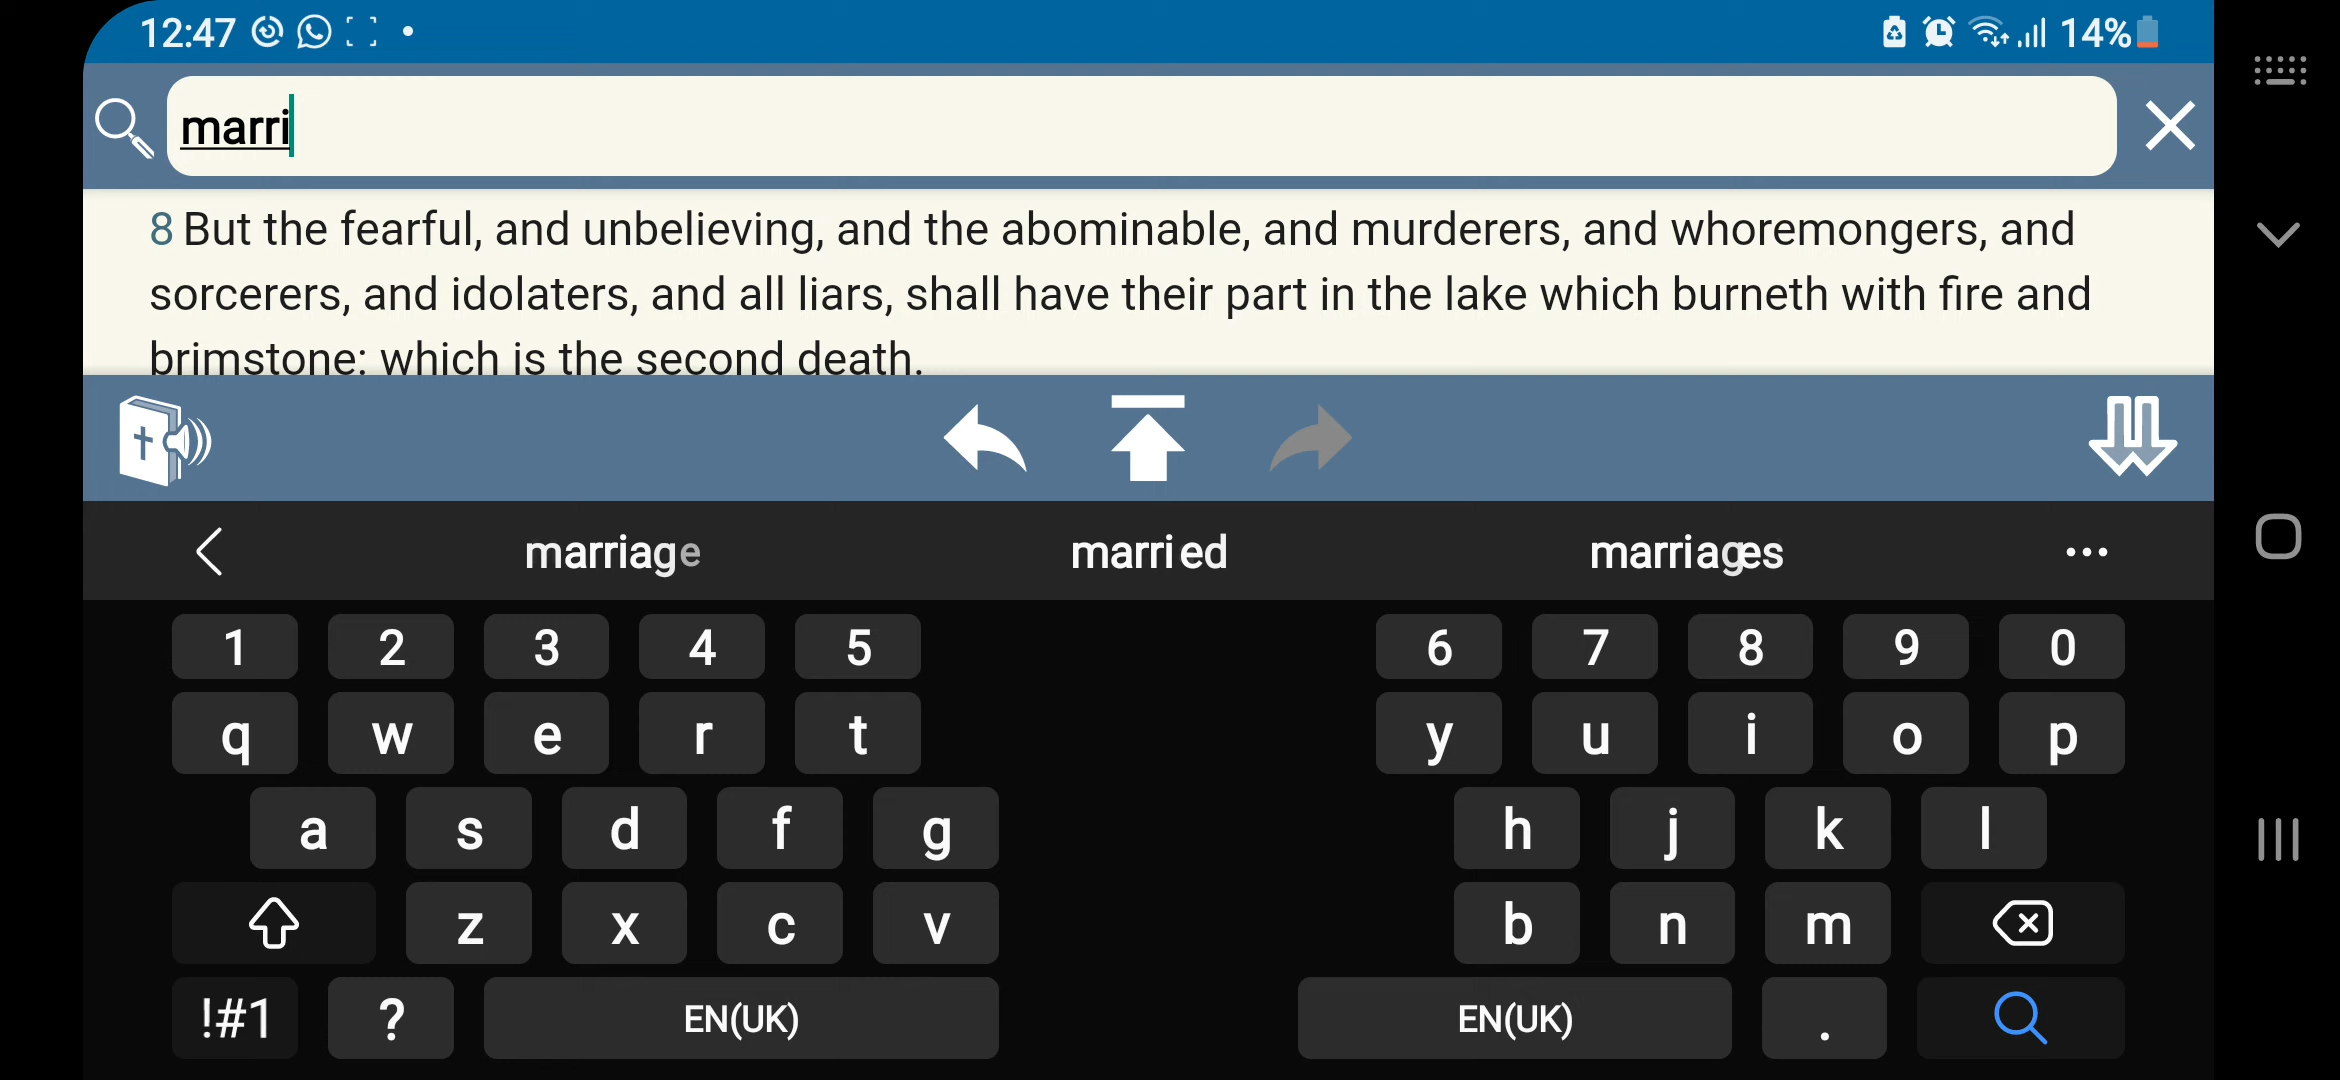 12:47 14%
marri
8 But the fearful, and unbelieving, and the abominable, and murderers, and whoremongers, and
sorcerers, and idolaters, and all liars, shall have their part in the lake which burneth with fire and
brimstone: which is the second death.
marriage married marriages ...
1 2 3 4 5 6 7 8 9 0
q w e r t y u i o p
a s d f g h j k l
z x c v b n m
!#1 ? EN(UK) EN(UK) .